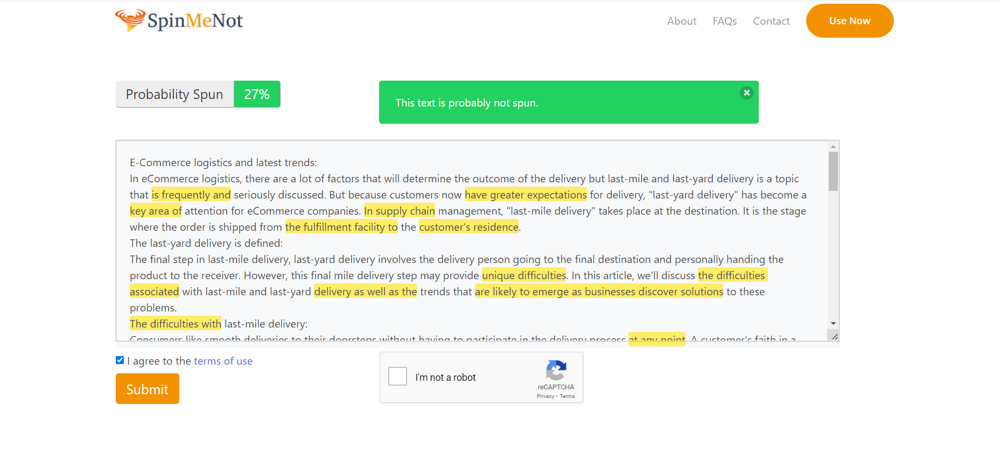 SpinMeNot
About FAQs Contact Use Now
Probability Spun 27%
This text is probably not spun.
E-Commerce logistics and latest trends:
In eCommerce logistics, there are a lot of factors that will determine the outcome of the delivery but last-mile and last-yard delivery is a topic
that is frequently and seriously discussed. But because customers now have greater expectations for delivery, "last-yard delivery" has become a
key area of attention for eCommerce companies. In supply chain management, "last-mile delivery" takes place at the destination. It is the stage
where the order is shipped from the fulfillment facility to the customer's residence.
The last-yard delivery is defined:
The final step in last-mile delivery, last-yard delivery involves the delivery person going to the final destination and personally handing the
product to the receiver. However, this final mile delivery step may provide unique difficulties. In this article, we'll discuss the difficulties
associated with last-mile and last-yard delivery as well as the trends that are likely to emerge as businesses discover solutions to these
problems.
The difficulties with last-mile delivery:
Consumers like smooth deliveries to their doorsteps without having to participate in the delivery process at any point. A customer's faith in a
I agree to the terms of use
Submit
I'm not a robot
reCAPTCHA
Privacy - Terms